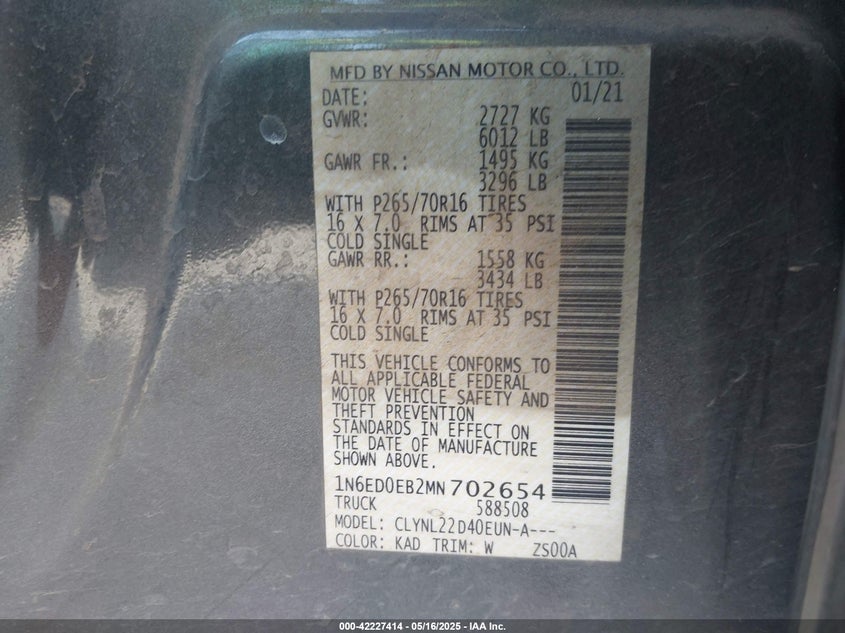 MFD BY NISSAN MOTOR CO., LTD.
DATE: 01/21
GVWR: 2727 KG
6012 LB
GAWR FR.: 1495 KG
3296 LB
WITH P265/70R16 TIRES
16 X 7.0 RIMS AT 35 PSI
COLD SINGLE
GAWR RR.: 1558 KG
3434 LB
WITH P265/70R16 TIRES
16 X 7.0 RIMS AT 35 PSI
COLD SINGLE
THIS VEHICLE CONFORMS TO
ALL APPLICABLE FEDERAL
MOTOR VEHICLE SAFETY AND
THEFT PREVENTION
STANDARDS IN EFFECT ON
THE DATE OF MANUFACTURE
SHOWN ABOVE.
1N6ED0EB2MN702654
TRUCK 588508
MODEL: CLYNL22D40EUN-A---
COLOR: KAD TRIM: W ZS00A
000-42227414 - 05/16/2025 - IAA Inc.